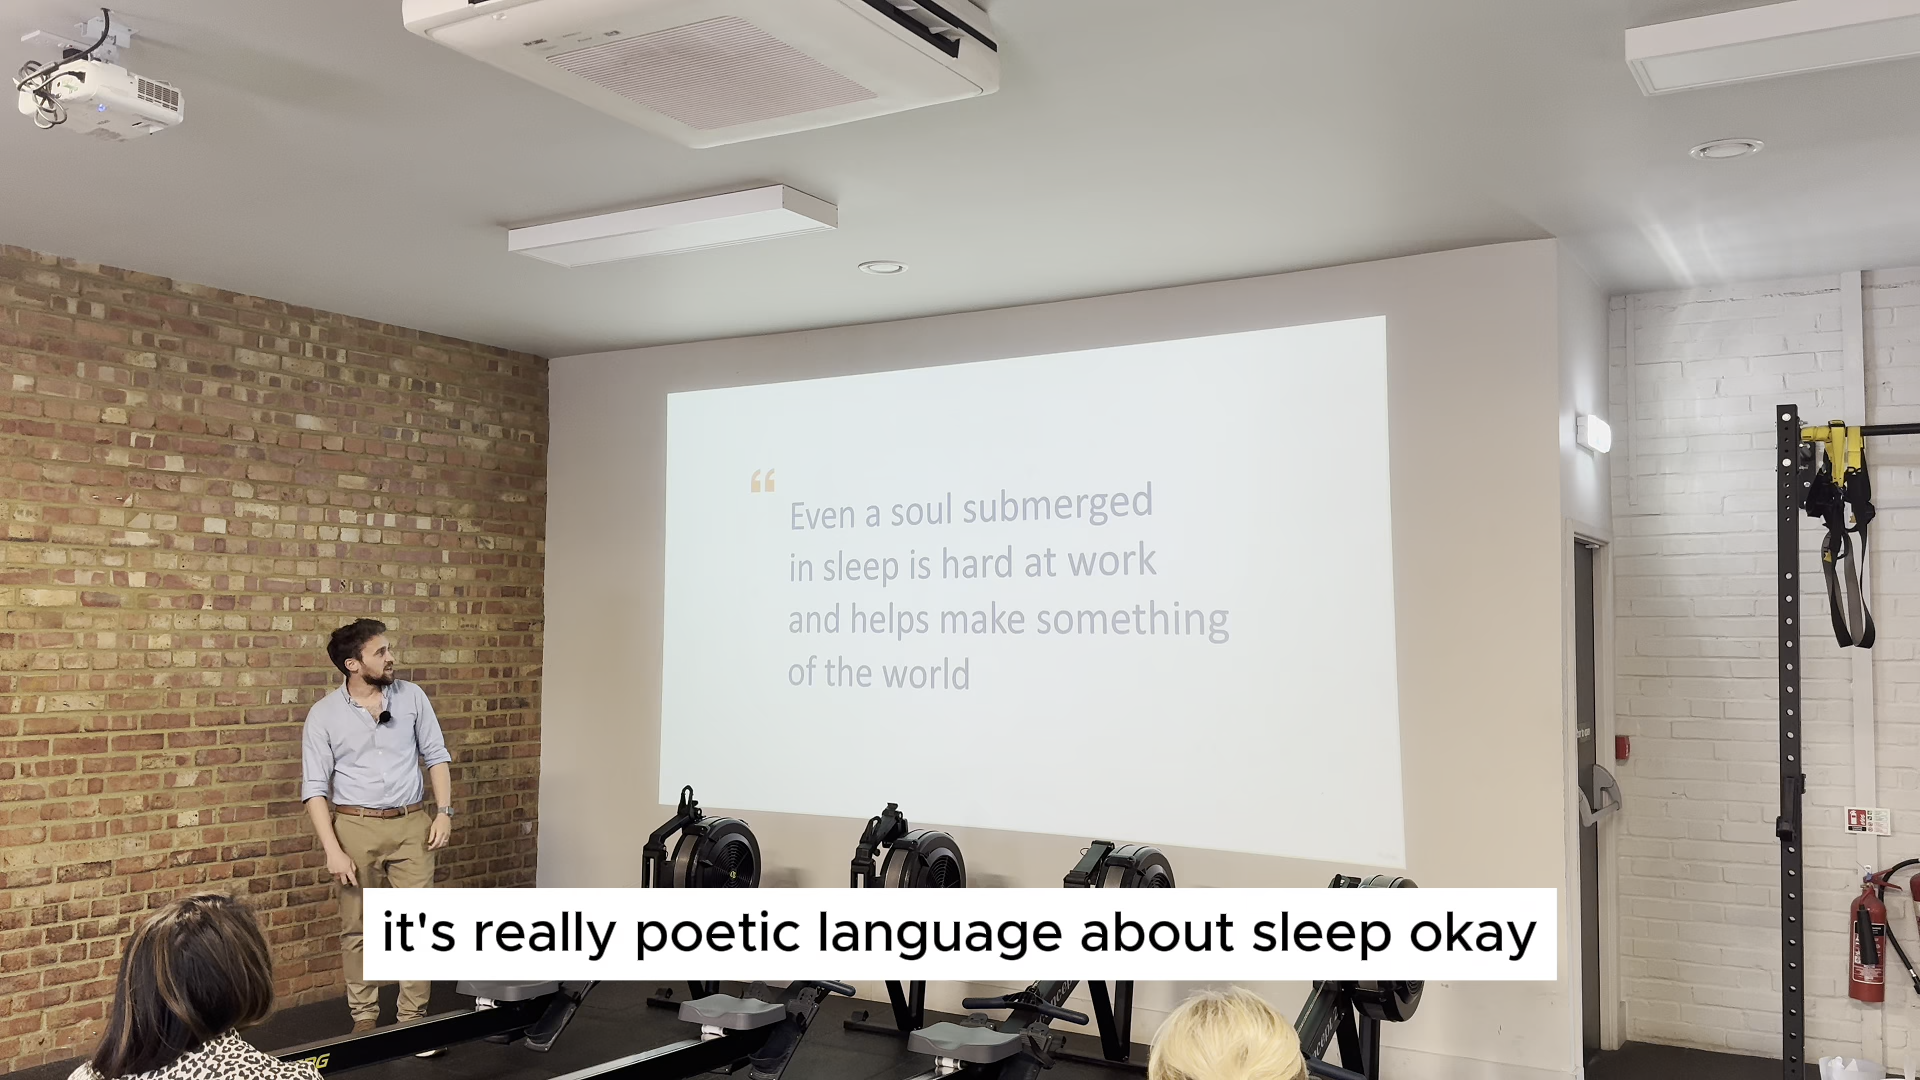 “
Even a soul submerged
in sleep is hard at work
and helps make something
of the world
it's really poetic language about sleep okay